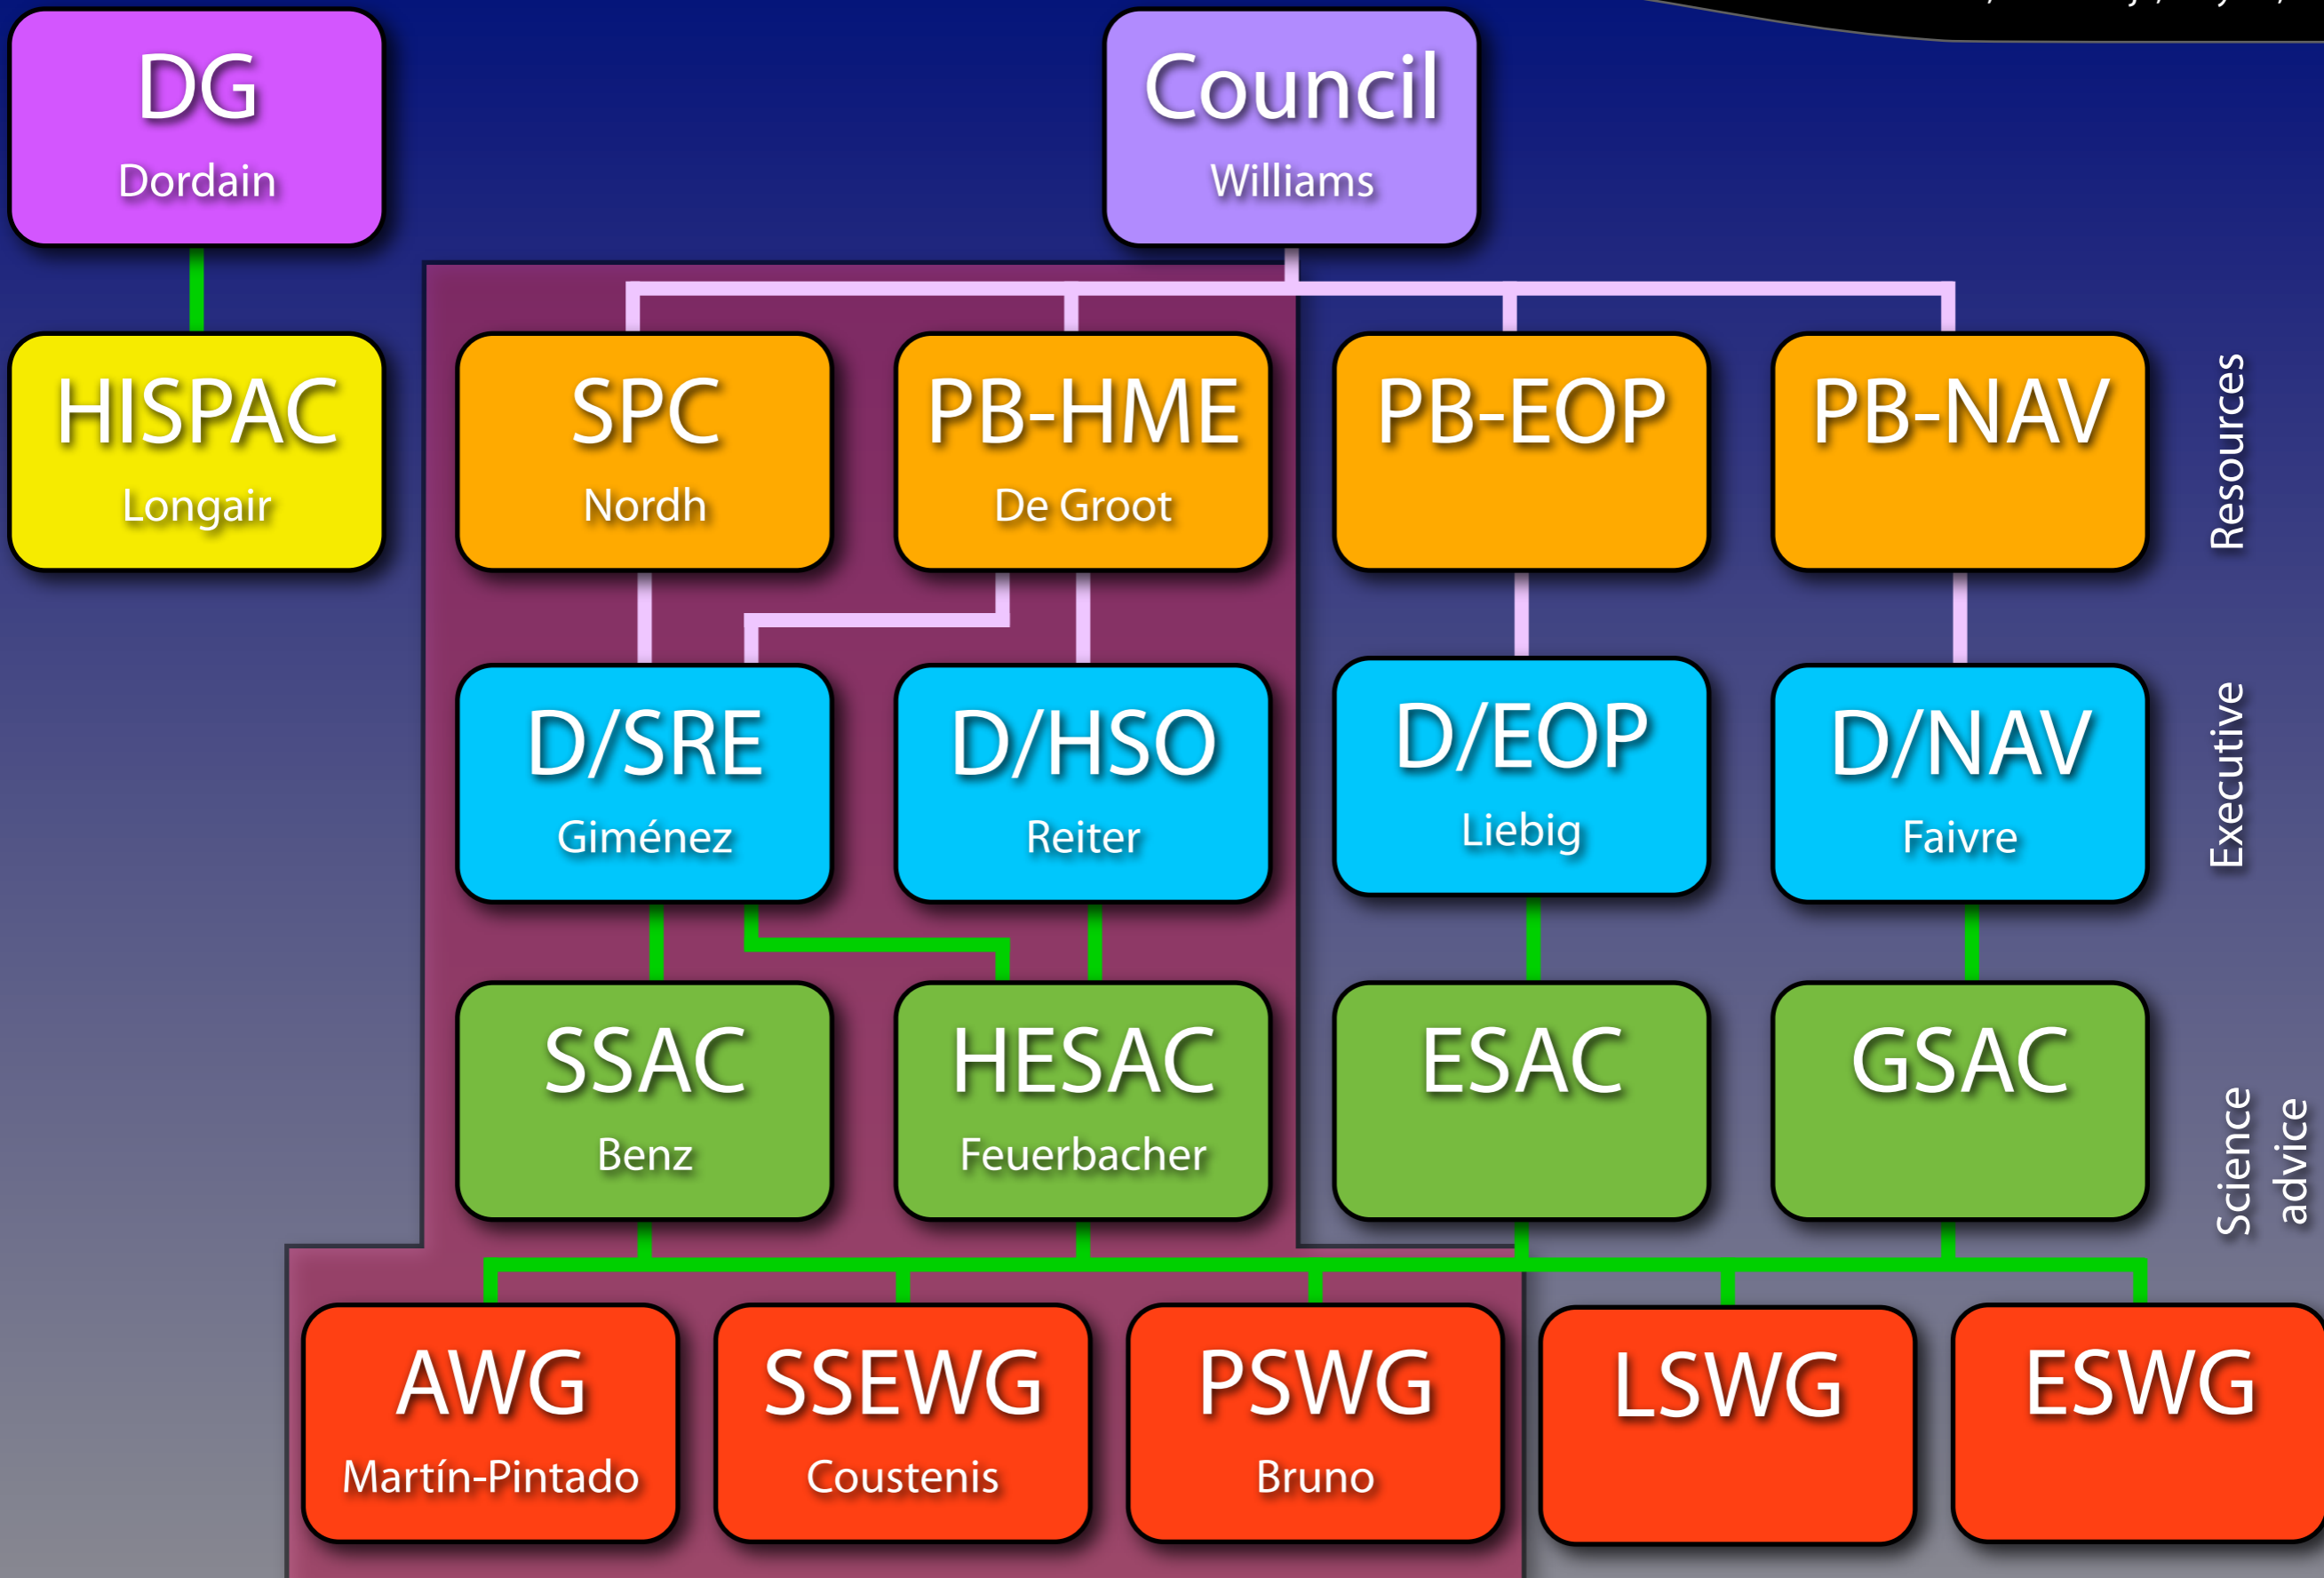 DG
Dordain
Council
Williams
HISPAC
Longair
SPC
Nordh
PB-HME
De Groot
PB-EOP
PB-NAV
Resources
D/SRE
Giménez
D/HSO
Reiter
D/EOP
Liebig
D/NAV
Faivre
Executive
SSAC
Benz
HESAC
Feuerbacher
ESAC
GSAC
Science
advice
AWG
Martín-Pintado
SSEWG
Coustenis
PSWG
Bruno
LSWG
ESWG